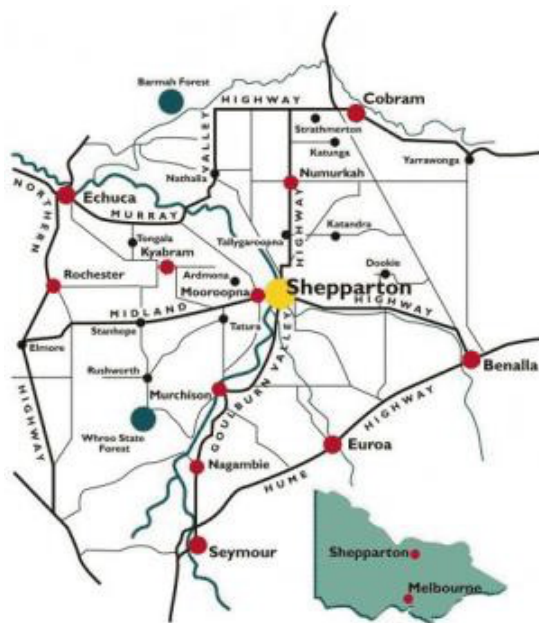 Barmah Forest
HIGHWAY
Cobram
Strathmerton
Katunga
Yarrawonga
VALLEY
Nathalia
Numurkah
Echuca
NORTHERN
MURRAY
HIGHWAY
Tongala
Tallygaroopna
Katandra
Kyabram
Dookie
Rochester
Ardmona
Shepparton
Mooroopna
MIDLAND
HIGHWAY
Stanhope
Tatura
Elmore
Rushworth
Benalla
GOULBURN VALLEY
Murchison
HIGHWAY
HIGHWAY
Whroo State
Forest
Euroa
Nagambie
HUME
Seymour
Shepparton
Melbourne